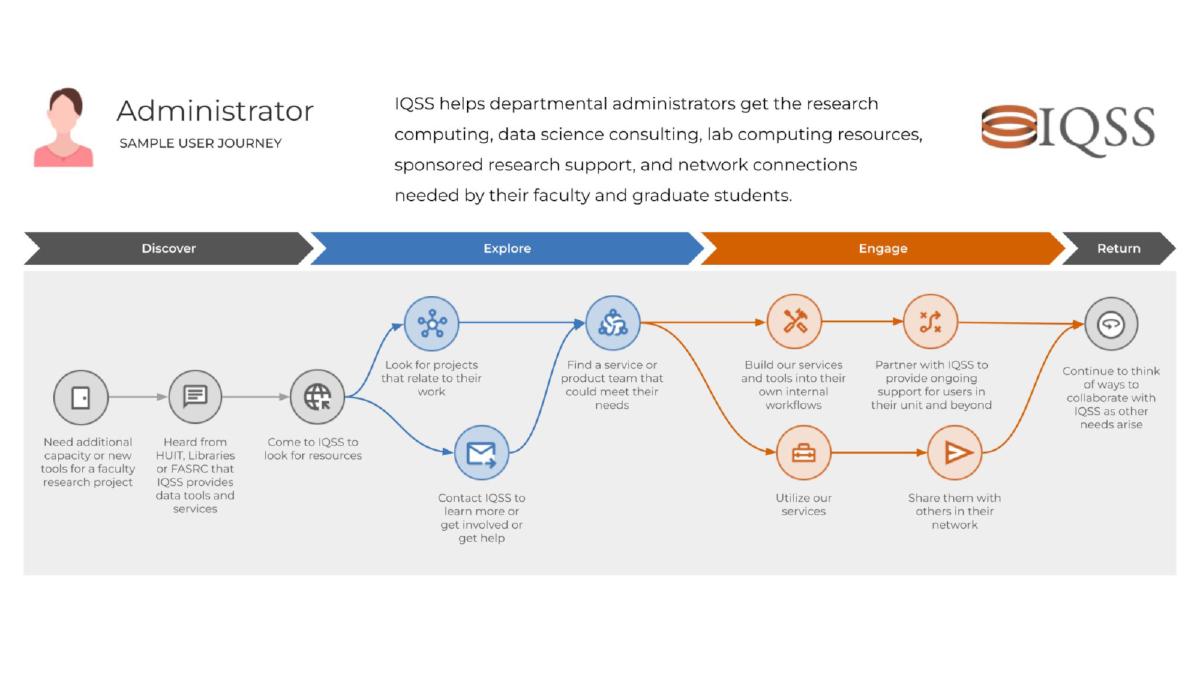 Administrator
SAMPLE USER JOURNEY
IQSS helps departmental administrators get the research
computing, data science consulting, lab computing resources,
sponsored research support, and network connections
needed by their faculty and graduate students.
IQSS
Discover
Explore
Engage
Return
Need additional
capacity or new
tools for a faculty
research project
Heard from
HUIT, Libraries
or FASRC that
IQSS provides
data tools and
services
Come to IQSS to
look for resources
Look for projects
that relate to their
work
Contact IQSS to
learn more or
get involved or
get help
Find a service or
product team that
could meet their
needs
Build our services
and tools into their
own internal
workflows
Partner with IQSS to
provide ongoing
support for users in
their unit and beyond
Utilize our
services
Share them with
others in their
network
Continue to think
of ways to
collaborate with
IQSS as other
needs arise